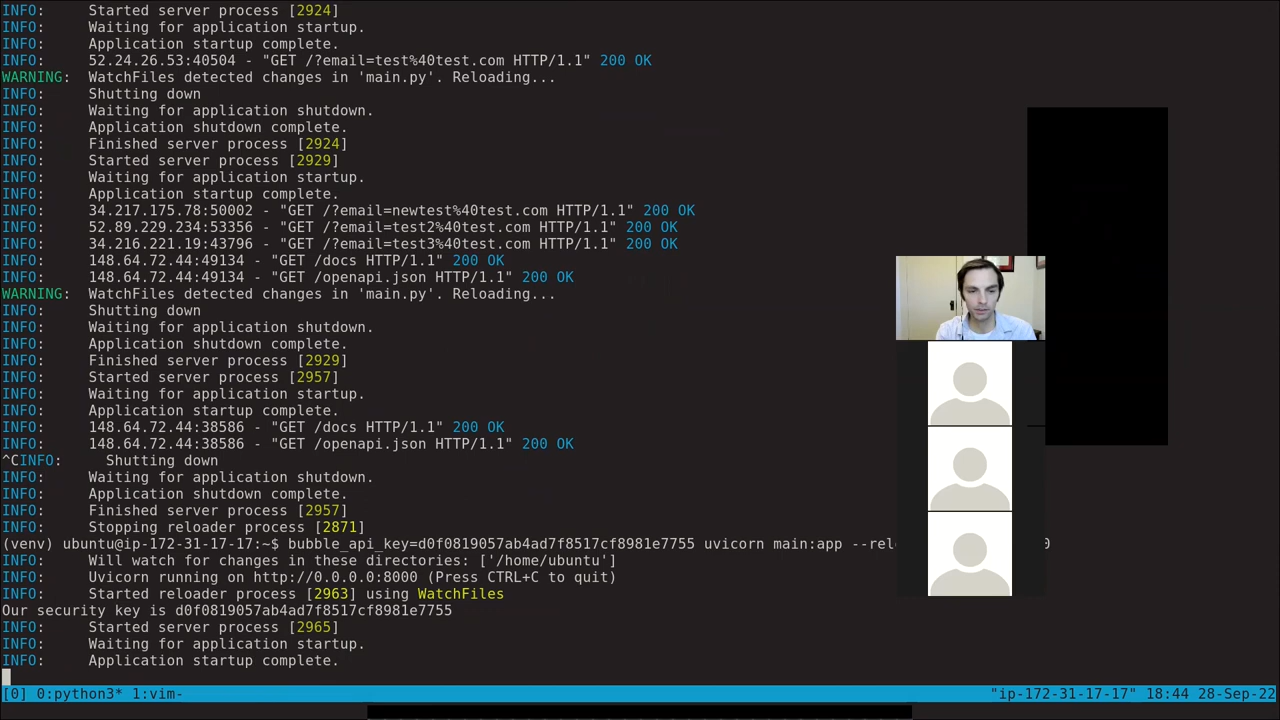 INFO:     Started server process [2924]
INFO:     Waiting for application startup.
INFO:     Application startup complete.
INFO:     52.24.26.53:40504 - "GET /?email=test%40test.com HTTP/1.1" 200 OK
WARNING:  WatchFiles detected changes in 'main.py'. Reloading...
INFO:     Shutting down
INFO:     Waiting for application shutdown.
INFO:     Application shutdown complete.
INFO:     Finished server process [2924]
INFO:     Started server process [2929]
INFO:     Waiting for application startup.
INFO:     Application startup complete.
INFO:     34.217.175.78:50002 - "GET /?email=newtest%40test.com HTTP/1.1" 200 OK
INFO:     52.89.229.234:53356 - "GET /?email=test2%40test.com HTTP/1.1" 200 OK
INFO:     34.216.221.19:43796 - "GET /?email=test3%40test.com HTTP/1.1" 200 OK
INFO:     148.64.72.44:49134 - "GET /docs HTTP/1.1" 200 OK
INFO:     148.64.72.44:49134 - "GET /openapi.json HTTP/1.1" 200 OK
WARNING:  WatchFiles detected changes in 'main.py'. Reloading...
INFO:     Shutting down
INFO:     Waiting for application shutdown.
INFO:     Application shutdown complete.
INFO:     Finished server process [2929]
INFO:     Started server process [2957]
INFO:     Waiting for application startup.
INFO:     Application startup complete.
INFO:     148.64.72.44:38586 - "GET /docs HTTP/1.1" 200 OK
INFO:     148.64.72.44:38586 - "GET /openapi.json HTTP/1.1" 200 OK
^CINFO:     Shutting down
INFO:     Waiting for application shutdown.
INFO:     Application shutdown complete.
INFO:     Finished server process [2957]
INFO:     Stopping reloader process [2871]
(venv) ubuntu@ip-172-31-17-17:~$ bubble_api_key=d0f0819057ab4ad7f8517cf8981e7755 uvicorn main:app --relo 0
INFO:     Will watch for changes in these directories: ['/home/ubuntu']
INFO:     Uvicorn running on http://0.0.0.0:8000 (Press CTRL+C to quit)
INFO:     Started reloader process [2963] using WatchFiles
Our security key is d0f0819057ab4ad7f8517cf8981e7755
INFO:     Started server process [2965]
INFO:     Waiting for application startup.
INFO:     Application startup complete.
[0] 0:python3* 1:vim- "ip-172-31-17-17" 18:44 28-Sep-22